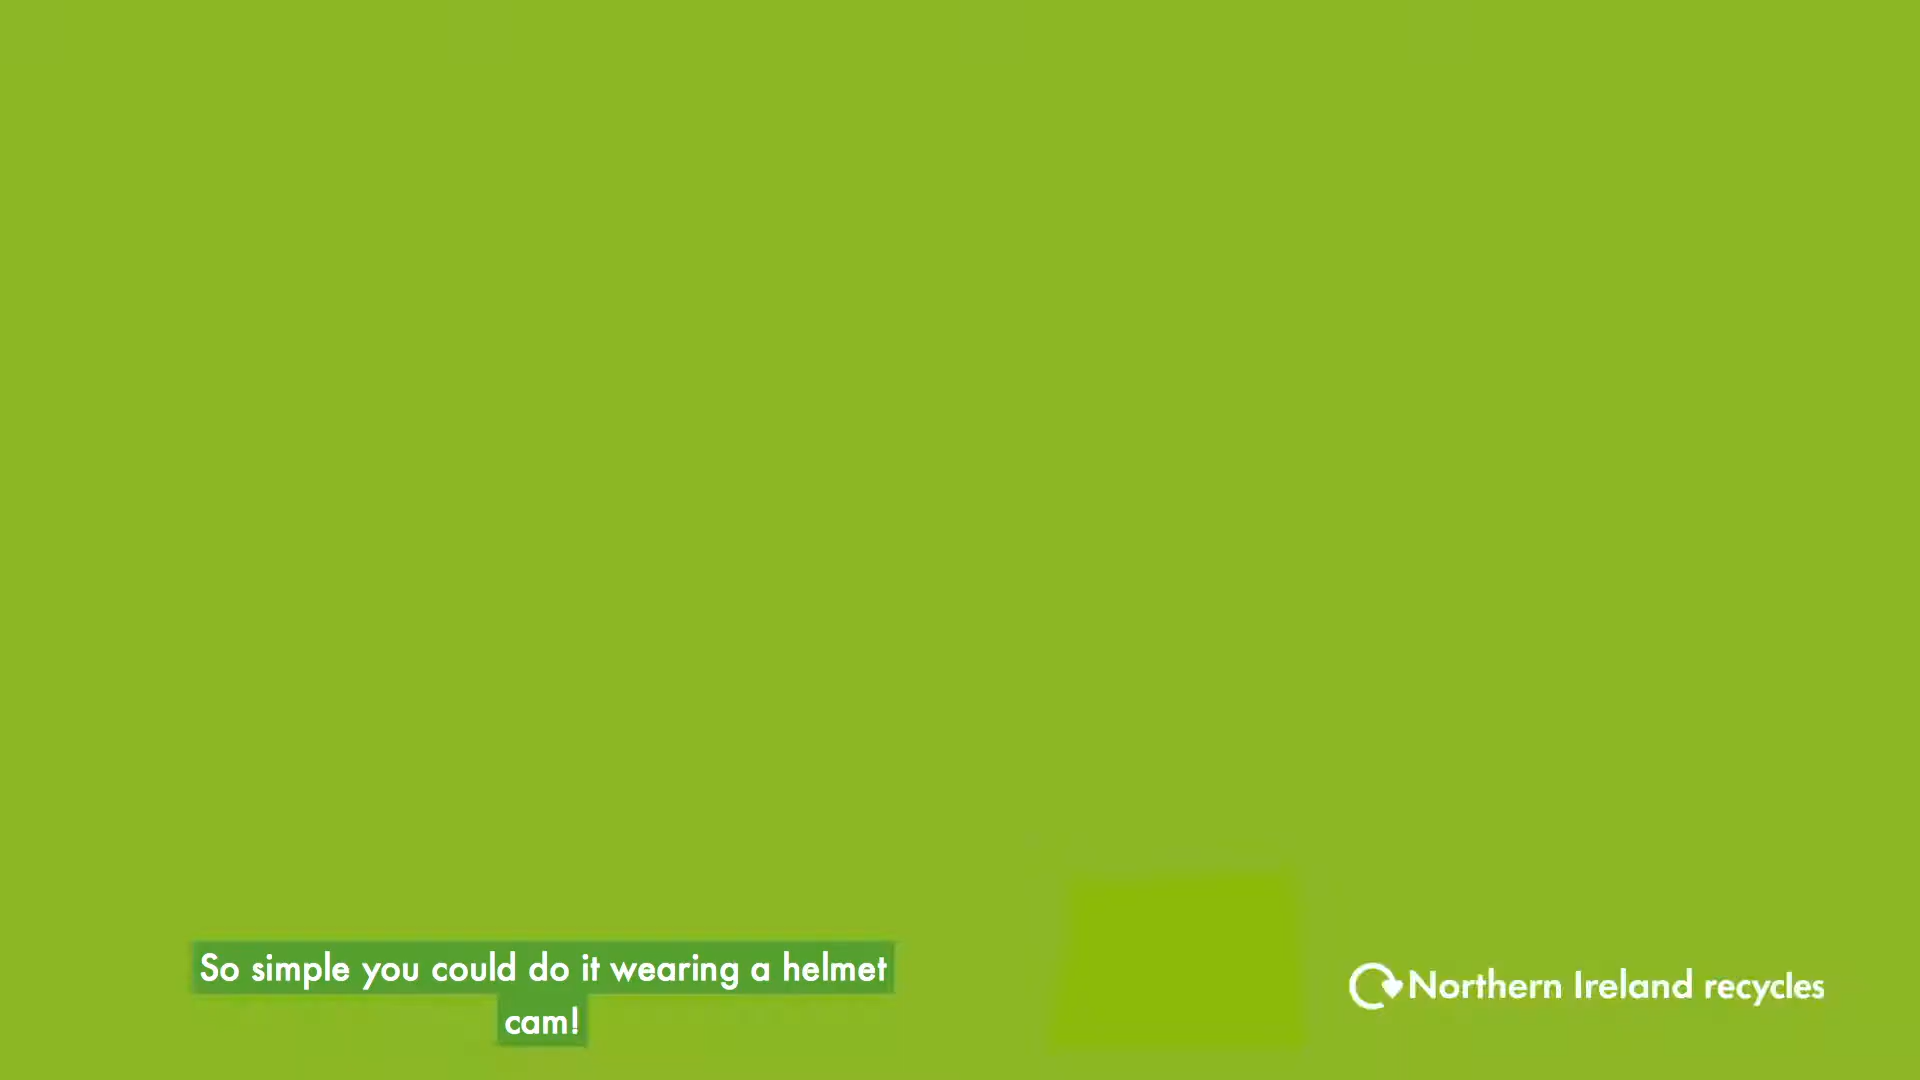 So simple you could do it wearing a helmet
cam!
Northern Ireland recycles